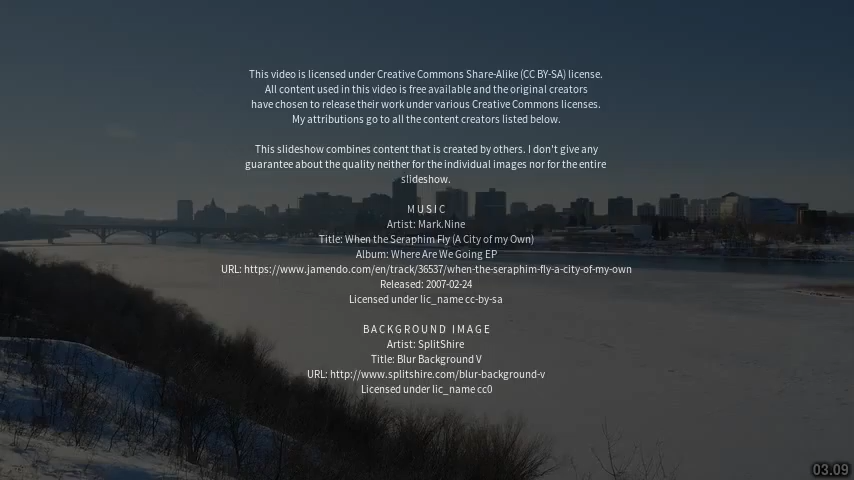 This video is licensed under Creative Commons Share-Alike (CC BY-SA) license.
All content used in this video is free available and the original creators
have chosen to release their work under various Creative Commons licenses.
My attributions go to all the content creators listed below.
This slideshow combines content that is created by others. I don't give any
guarantee about the quality neither for the individual images nor for the entire
slideshow.
MUSIC
Artist: Mark.Nine
Title: When the Seraphim Fly (A City of my Own)
Album: Where Are We Going EP
URL: https://www.jamendo.com/en/track/36537/when-the-seraphim-fly-a-city-of-my-own
Released: 2007-02-24
Licensed under lic_name cc-by-sa
BACKGROUND IMAGE
Artist: SplitShire
Title: Blur Background V
URL: http://www.splitshire.com/blur-background-v
Licensed under lic_name cc0
03.09